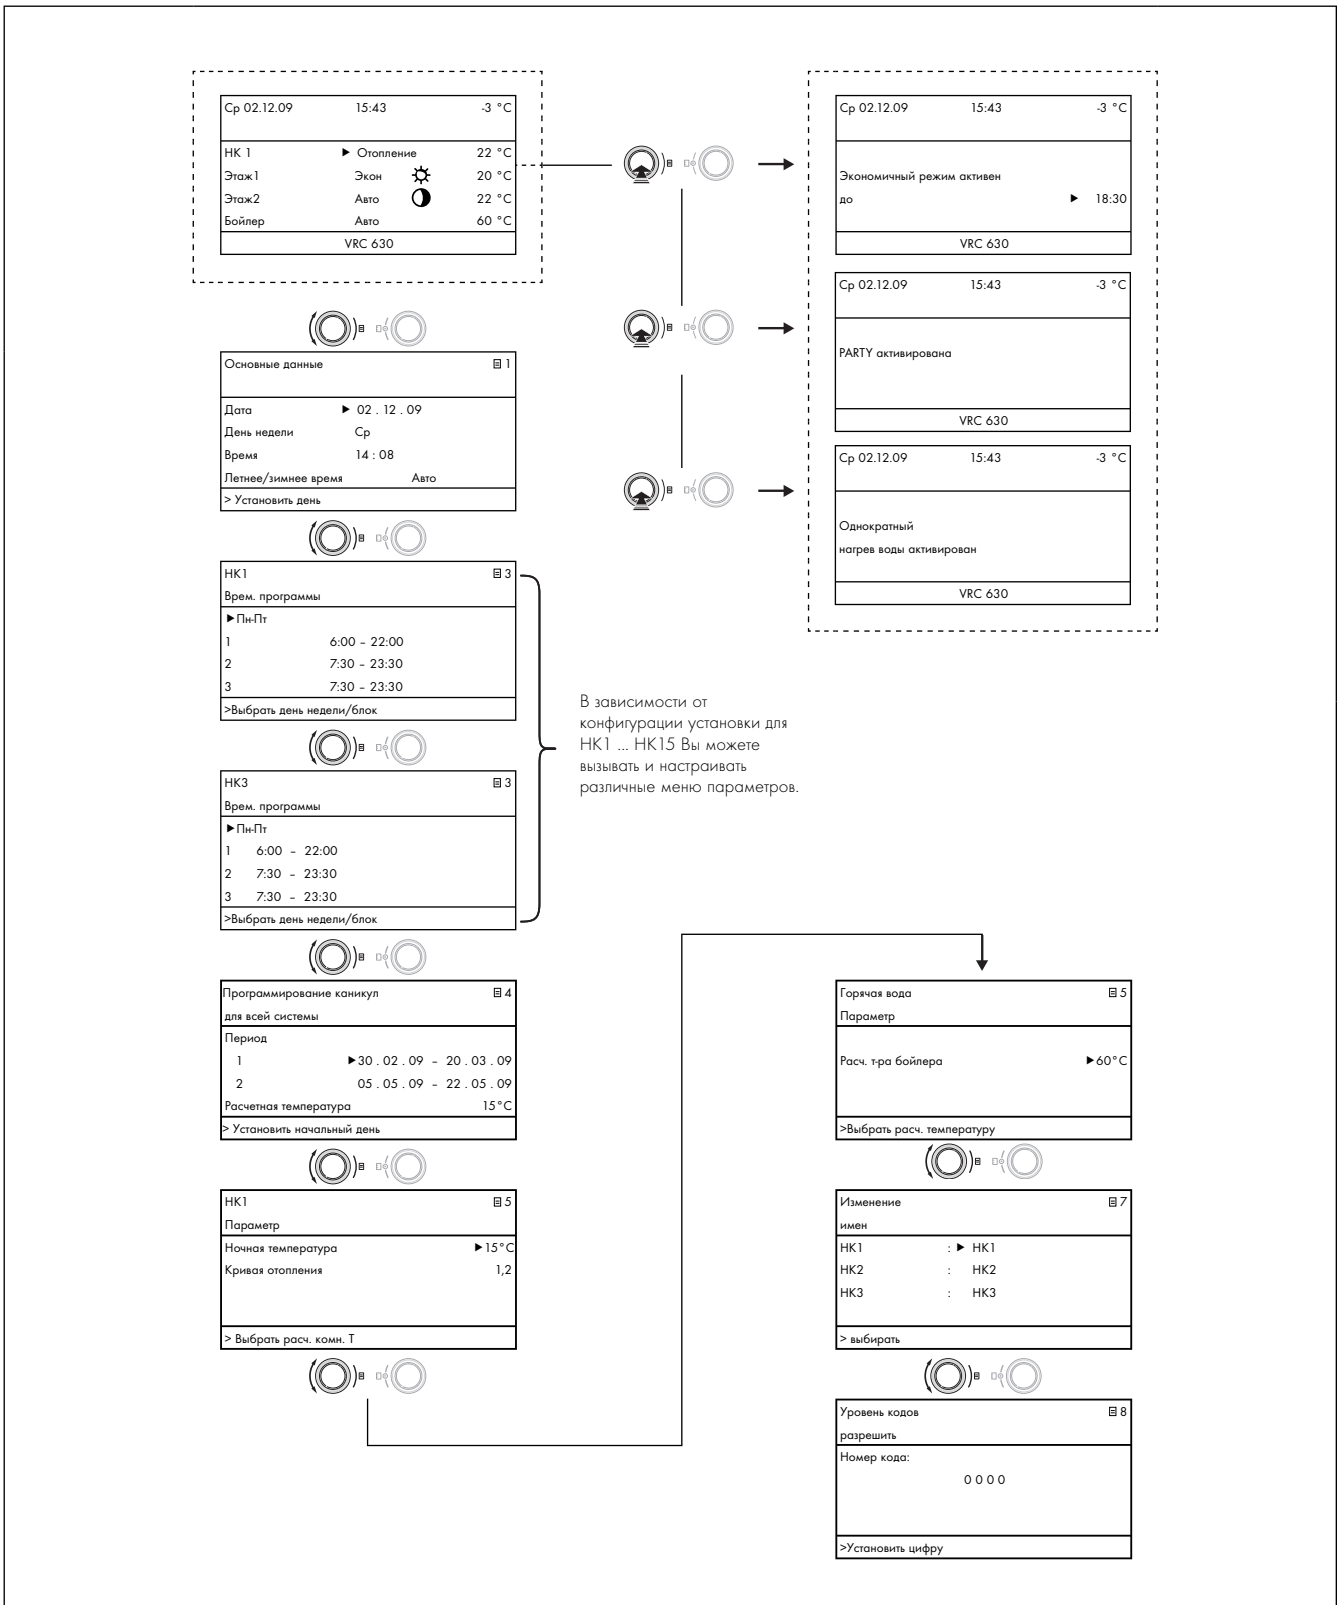 Ср 02.12.09 15:43 -3 °C
НК 1 ► Отопление 22 °C
Этаж1 Экон 20 °C
Этаж2 Авто 22 °C
Бойлер Авто 60 °C
VRC 630
Ср 02.12.09 15:43 -3 °C
Экономичный режим активен
до ► 18:30
VRC 630
Ср 02.12.09 15:43 -3 °C
PARTY активирована
VRC 630
Ср 02.12.09 15:43 -3 °C
Однократный
нагрев воды активирован
VRC 630
Основные данные 1
Дата ► 02 . 12 . 09
День недели Ср
Время 14 : 08
Летнее/зимнее время Авто
> Установить день
НК1 3
Врем. программы
►Пн-Пт
1 6:00 – 22:00
2 7:30 – 23:30
3 7:30 – 23:30
>Выбрать день недели/блок
НК3 3
Врем. программы
►Пн-Пт
1 6:00 – 22:00
2 7:30 – 23:30
3 7:30 – 23:30
>Выбрать день недели/блок
В зависимости от
конфигурации установки для
НК1 ... НК15 Вы можете
вызывать и настраивать
различные меню параметров.
Программирование каникул 4
для всей системы
Период
1 ►30 . 02 . 09 – 20 . 03 . 09
2 05 . 05 . 09 – 22 . 05 . 09
Расчетная температура 15°C
> Установить начальный день
НК1 5
Параметр
Ночная температура ►15°C
Кривая отопления 1,2
> Выбрать расч. комн. Т
Горячая вода 5
Параметр
Расч. т-ра бойлера ►60°C
>Выбрать расч. температуру
Изменение 7
имен
НК1 : ► НК1
НК2 : НК2
НК3 : НК3
> выбирать
Уровень кодов 8
разрешить
Номер кода:
0 0 0 0
>Установить цифру